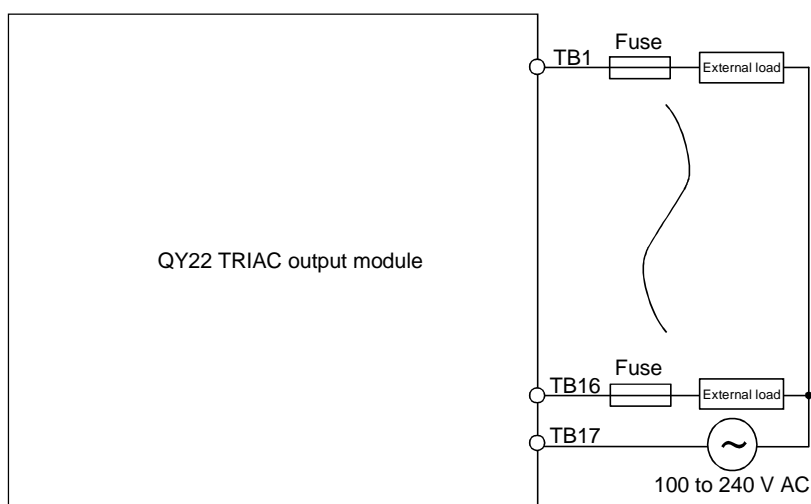 Fuse
TB1
External load
QY22 TRIAC output module
Fuse
TB16
External load
TB17
~
100 to 240 V AC